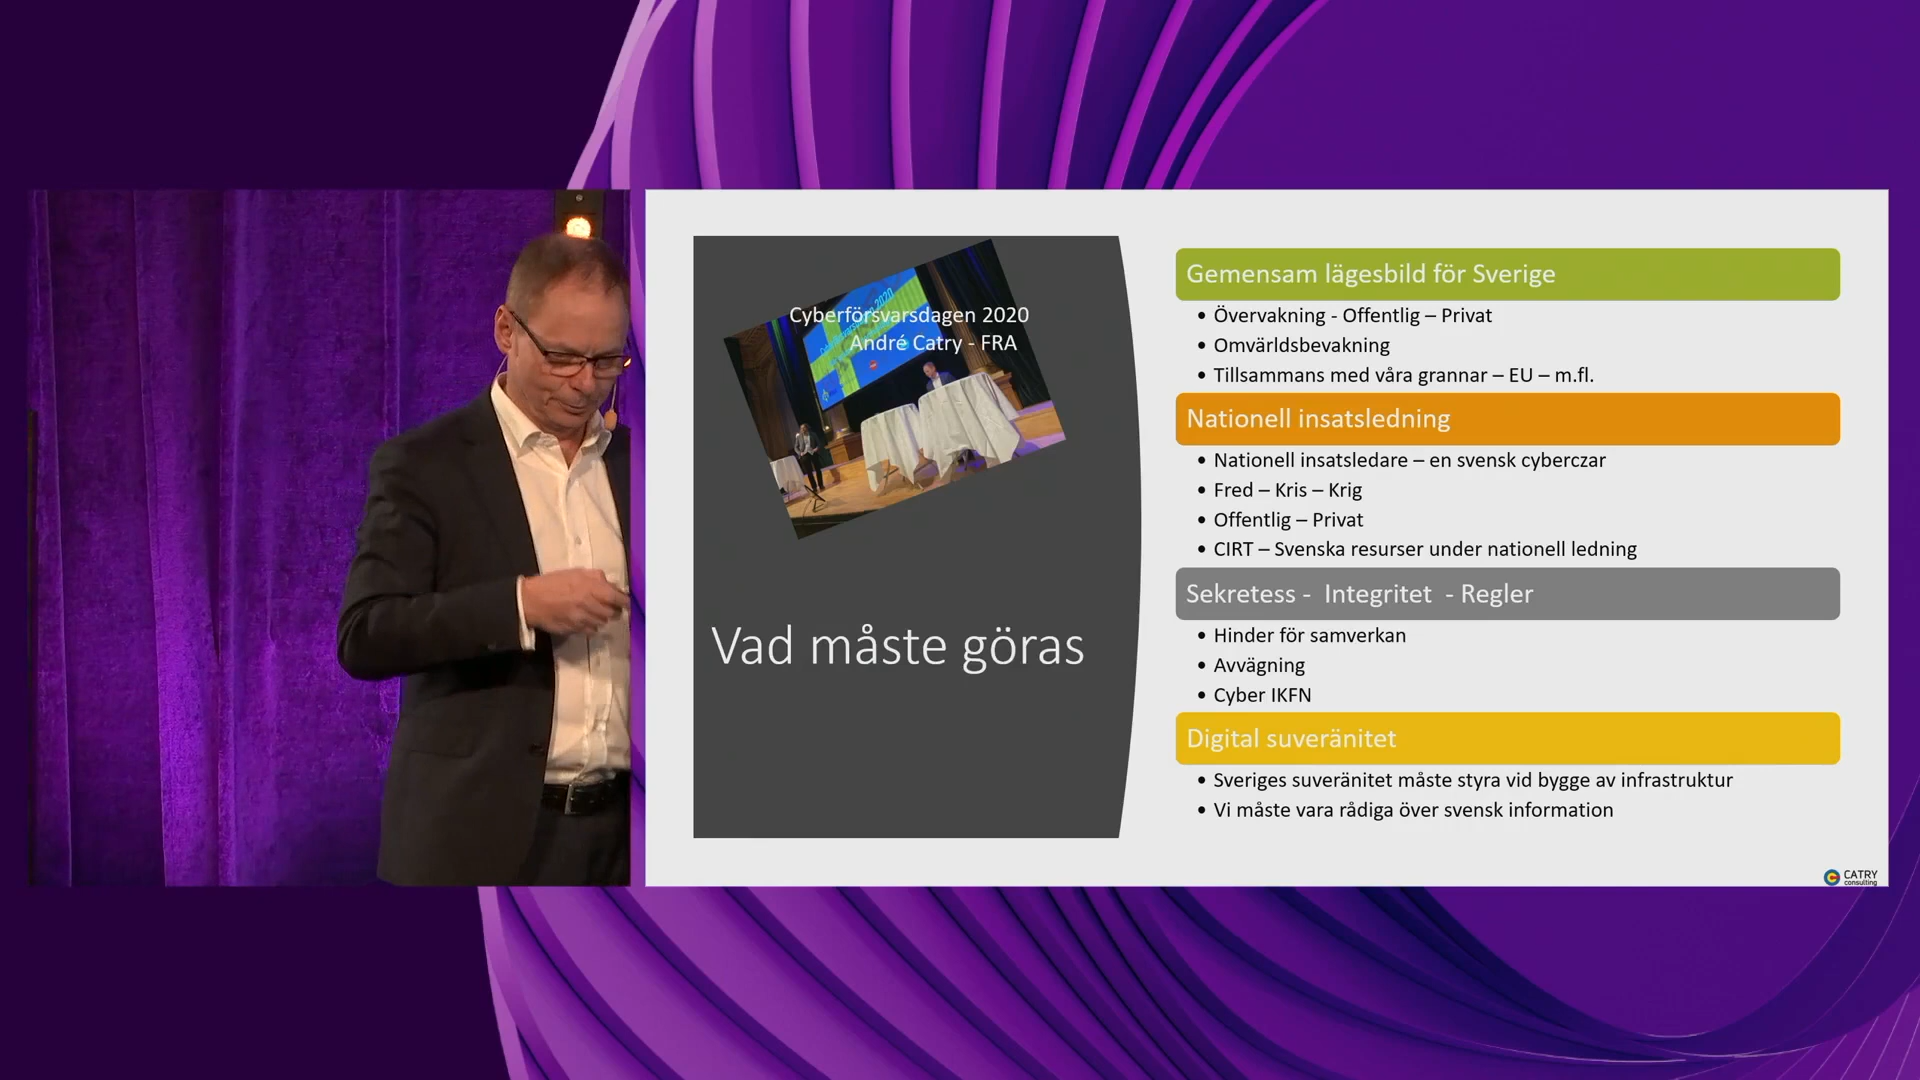 Cyberförsvarsdagen 2020
André Catry - FRA
Vad måste göras
Gemensam lägesbild för Sverige
• Övervakning - Offentlig – Privat
• Omvärldsbevakning
• Tillsammans med våra grannar – EU – m.fl.
Nationell insatsledning
• Nationell insatsledare – en svensk cyberczar
• Fred – Kris – Krig
• Offentlig – Privat
• CIRT – Svenska resurser under nationell ledning
Sekretess - Integritet - Regler
• Hinder för samverkan
• Avvägning
• Cyber IKFN
Digital suveränitet
• Sveriges suveränitet måste styra vid bygge av infrastruktur
• Vi måste vara rådiga över svensk information
CATRY
consulting